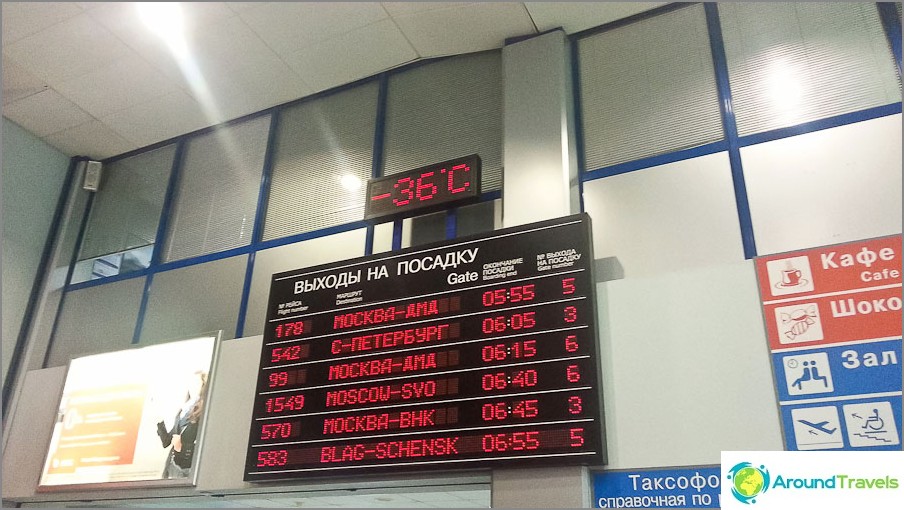 -36°C
ВЫХОДЫ НА ПОСАДКУ Gate
№ РЕЙСА МАРШРУТ ОКОНЧАНИЕ ПОСАДКИ № ВЫХОДА НА ПОСАДКУ
Flight number Destination Boarding end Gate number
178 МОСКВА-ДМД 05:55 5
542 С-ПЕТЕРБУРГ 06:05 3
99 МОСКВА-ДМД 06:15 6
1549 MOSCOW-SVO 06:40 6
570 МОСКВА-ВНК 06:45 3
583 BLAG-SCHENSK 06:55 5
Кафе
Cafe
Шоко
Зал
Таксофо
справочная по
AroundTravels